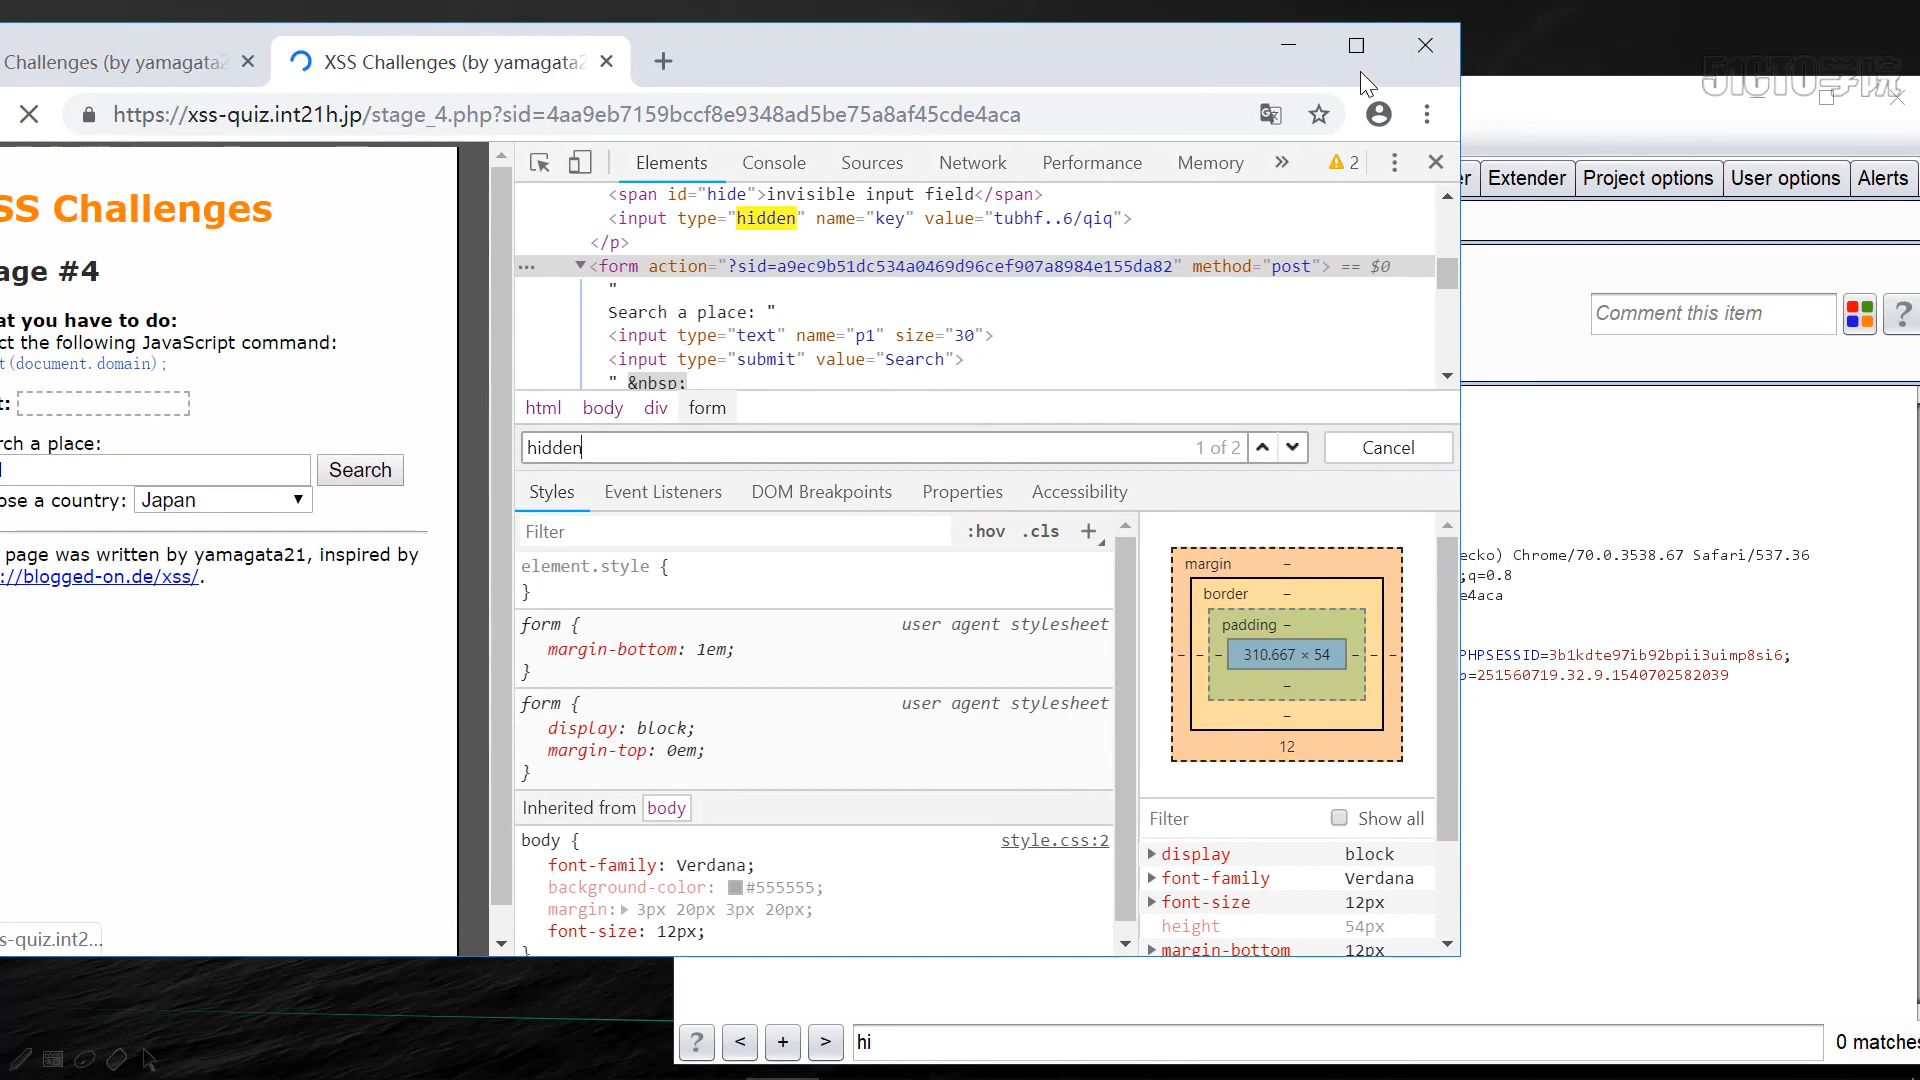 Challenges (by yamagata2
XSS Challenges (by yamagata2
https://xss-quiz.int21h.jp/stage_4.php?sid=4aa9eb7159bccf8e9348ad5be75a8af45cde4aca
51CTO学院
SS Challenges
age #4
at you have to do:
ct the following JavaScript command:
t(document.domain);
t:
rch a place:
Search
ose a country: Japan
page was written by yamagata21, inspired by
://blogged-on.de/xss/.
s-quiz.int2...
Elements Console Sources Network Performance Memory » 2
<span id="hide">invisible input field</span>
<input type="hidden" name="key" value="tubhf..6/qiq">
</p>
<form action="?sid=a9ec9b51dc534a0469d96cef907a8984e155da82" method="post"> == $0
"
Search a place: "
<input type="text" name="p1" size="30">
<input type="submit" value="Search">
" &nbsp;
html body div form
hidden 1 of 2 Cancel
Styles Event Listeners DOM Breakpoints Properties Accessibility
Filter :hov .cls +
element.style {
}
form { user agent stylesheet
margin-bottom: 1em;
}
form { user agent stylesheet
display: block;
margin-top: 0em;
}
Inherited from body
body { style.css:2
font-family: Verdana;
background-color: #555555;
margin: 3px 20px 3px 20px;
font-size: 12px;
}
margin –
border –
padding –
– – – 310.667 × 54 – – –
–
–
12
Filter Show all
display block
font-family Verdana
font-size 12px
height 54px
margin-bottom 12px
er Extender Project options User options Alerts
Comment this item
?
ecko) Chrome/70.0.3538.67 Safari/537.36
;q=0.8
e4aca
PHPSESSID=3b1kdte97ib92bpii3uimp8si6;
=251560719.32.9.1540702582039
? < + > hi 0 matches